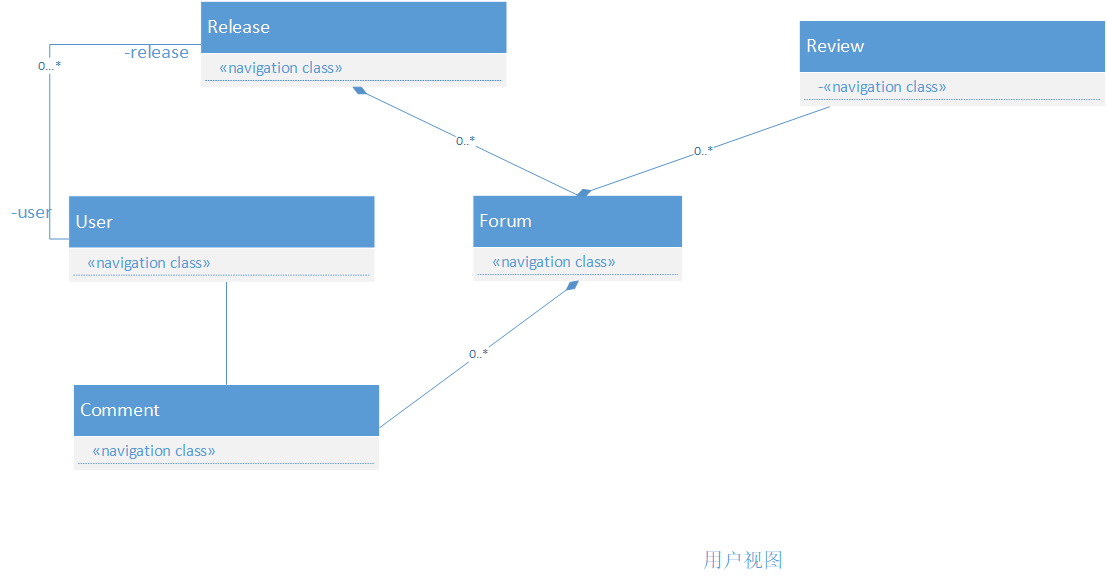 Release
«navigation class»
-release
0...*
Review
-«navigation class»
0..*
0..*
-user
User
«navigation class»
Forum
«navigation class»
0..*
Comment
«navigation class»
用户视图